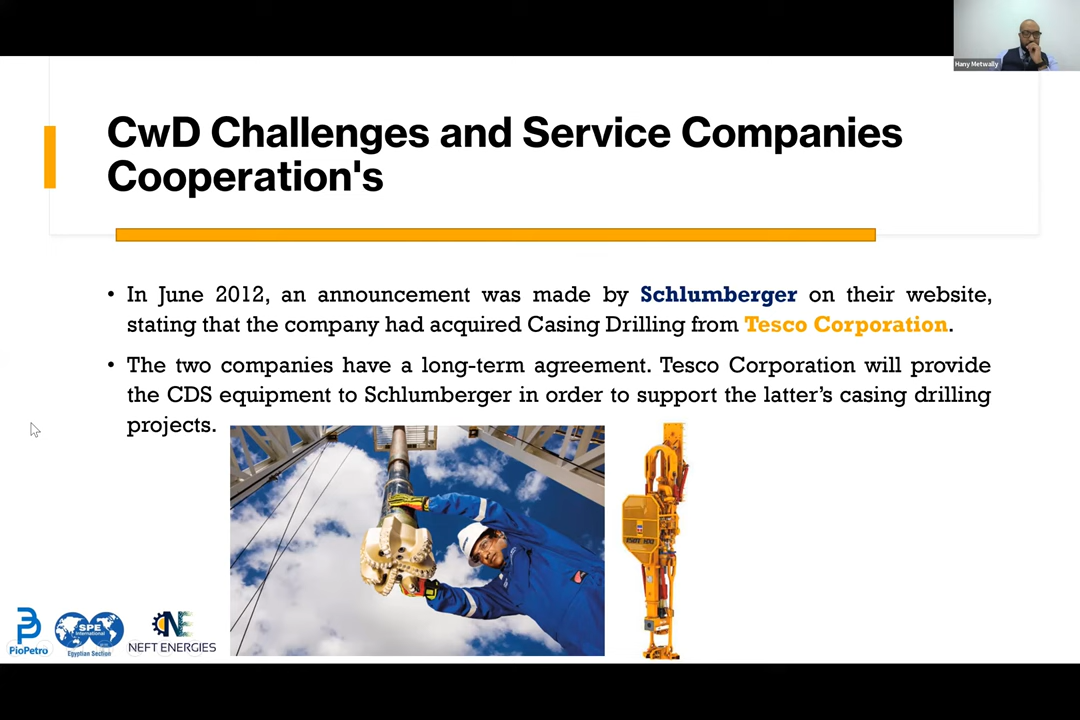 Hany Metwally
CwD Challenges and Service Companies
Cooperation's
• In June 2012, an announcement was made by Schlumberger on their website,
stating that the company had acquired Casing Drilling from Tesco Corporation.
• The two companies have a long-term agreement. Tesco Corporation will provide
the CDS equipment to Schlumberger in order to support the latter's casing drilling
projects.
PioPetro
SPE
International
Egyptian Section
NE
NEFT ENERGIES